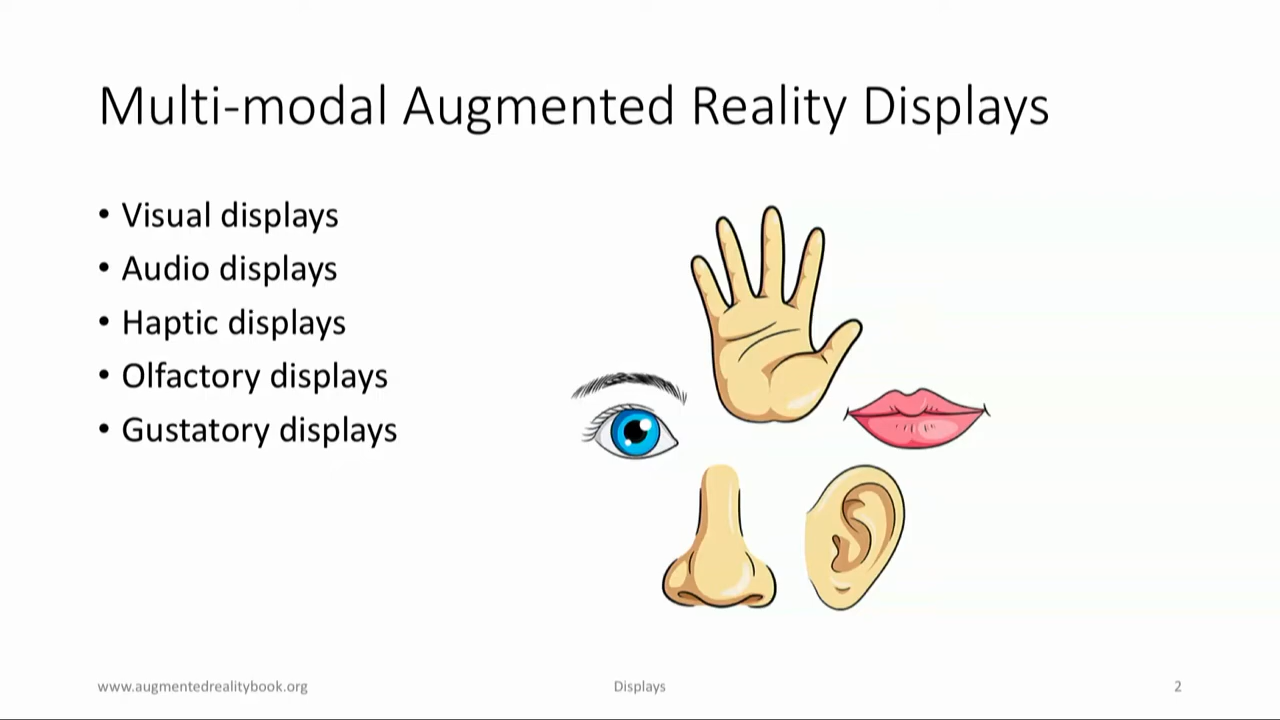 Multi-modal Augmented Reality Displays
• Visual displays
• Audio displays
• Haptic displays
• Olfactory displays
• Gustatory displays
www.augmentedrealitybook.org
Displays
2